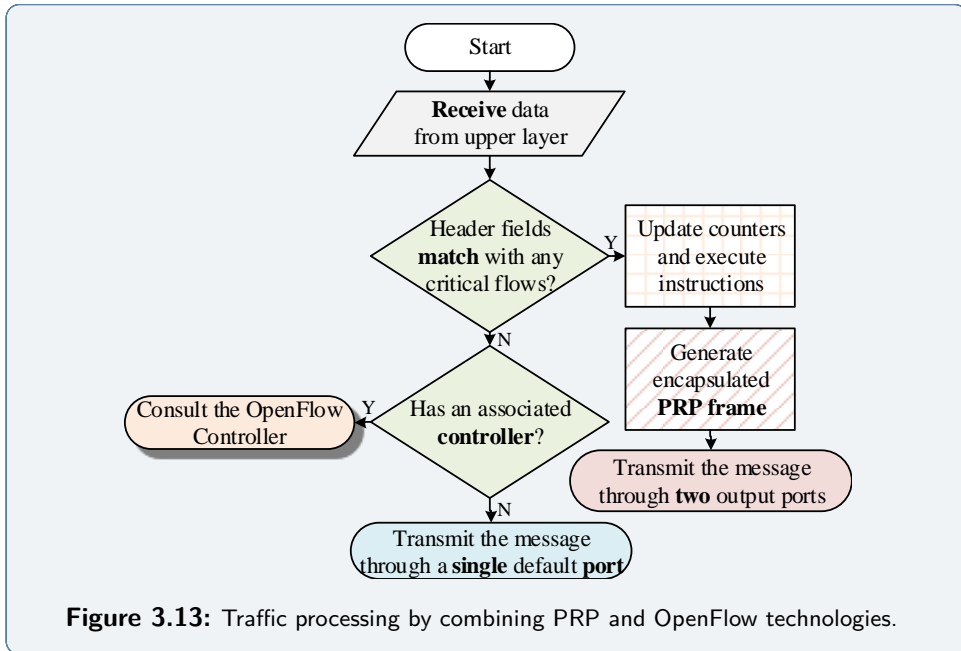 Start
Receive data
from upper layer
Header fields
match with any
critical flows?
Y
Update counters
and execute
instructions
N
Generate
encapsulated
PRP frame
Has an associated
controller?
Y
Consult the OpenFlow
Controller
Transmit the message
through two output ports
N
Transmit the message
through a single default port
Figure 3.13: Traffic processing by combining PRP and OpenFlow technologies.